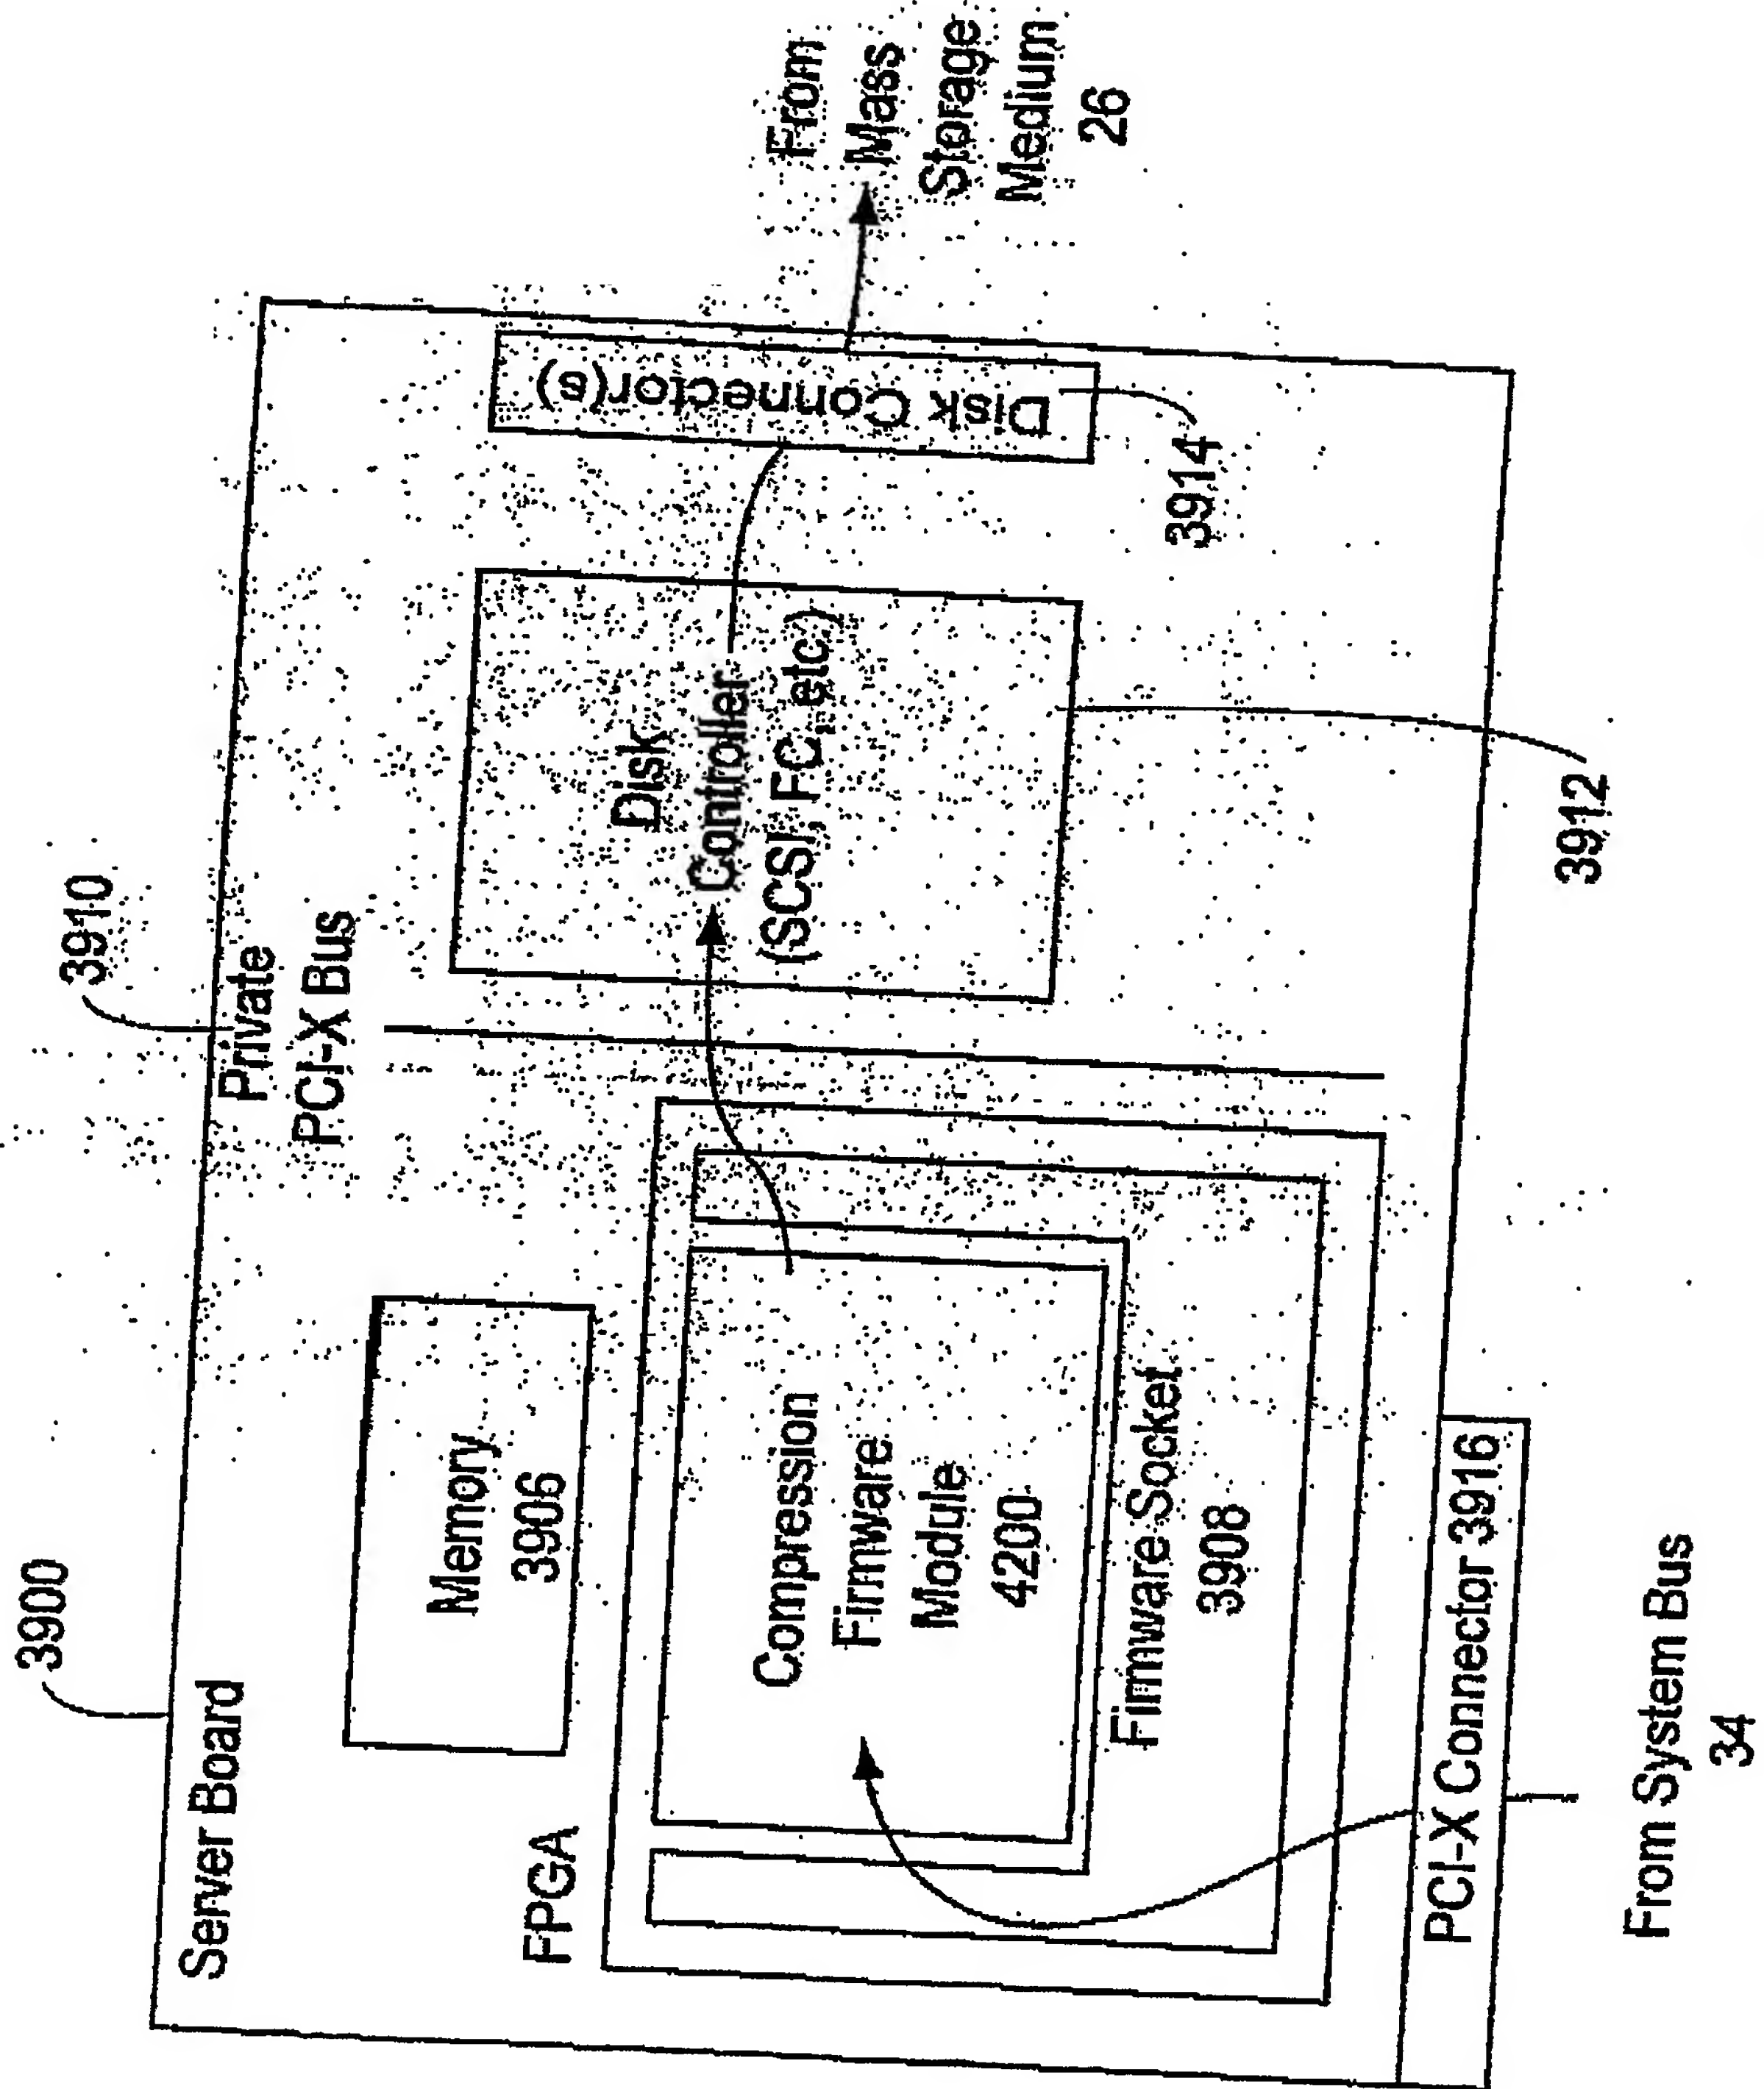 3900
Server Board
3910
Private
PCI-X Bus
Memory
3906
FPGA
Compression
Firmware
Module
4200
Firmware Socket
3908
Disk
Controller
(SCSI, FC, etc.)
Disk Connector(s)
From
Mass
Storage
Medium
26
3914
3912
PCI-X Connector 3916
From System Bus
34